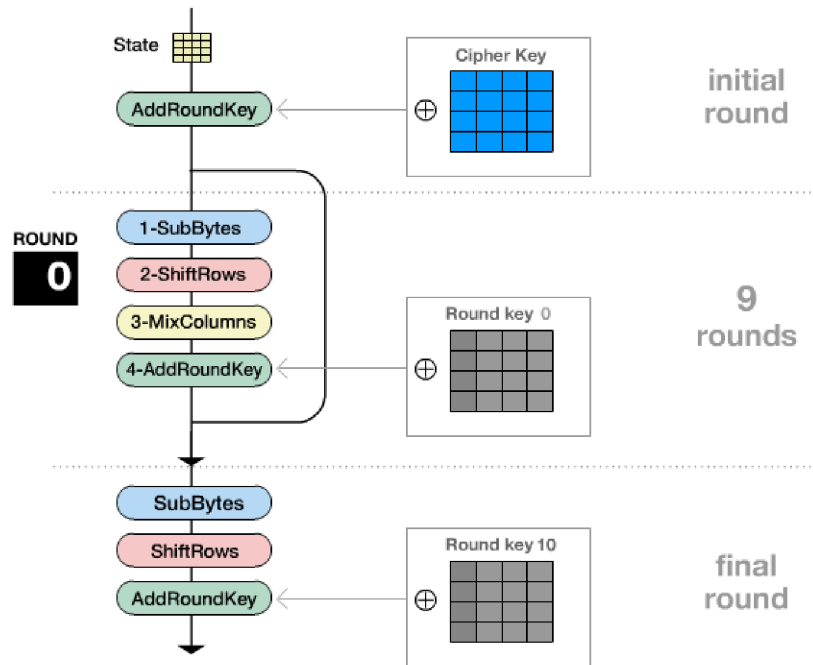 State
Cipher Key
AddRoundKey
initial
round
ROUND
0
1-SubBytes
2-ShiftRows
3-MixColumns
4-AddRoundKey
Round key 0
9
rounds
SubBytes
ShiftRows
AddRoundKey
Round key 10
final
round